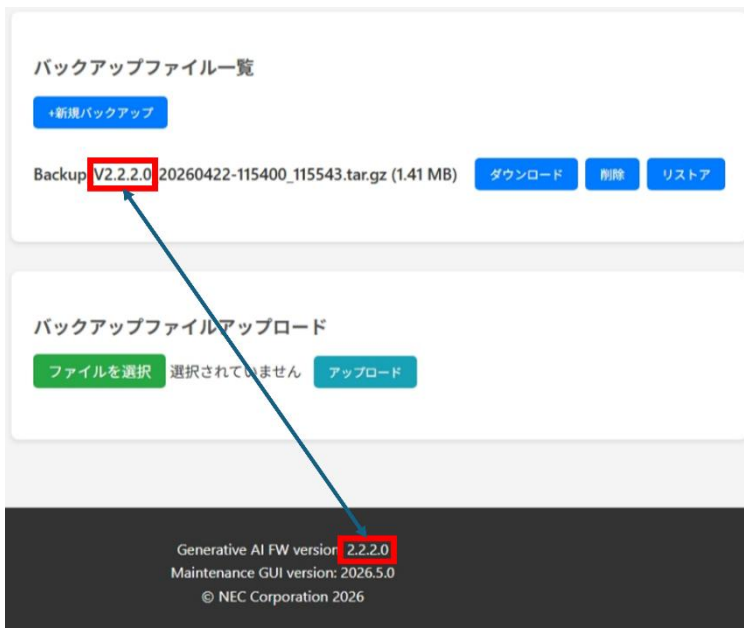 バックアップファイル一覧
+新規バックアップ
Backup V2.2.2.0 20260422-115400_115543.tar.gz (1.41 MB) ダウンロード 削除 リストア
バックアップファイルアップロード
ファイルを選択 選択されていません アップロード
Generative AI FW version 2.2.2.0
Maintenance GUI version: 2026.5.0
© NEC Corporation 2026